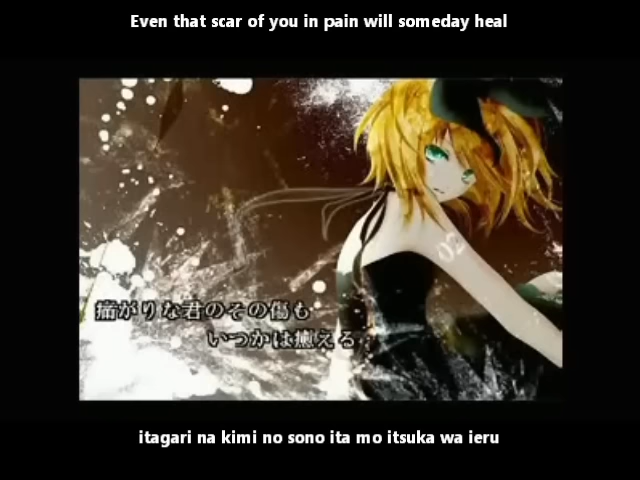 Even that scar of you in pain will someday heal
02
痛がりな君のその傷も
いつかは癒える
itagari na kimi no sono ita mo itsuka wa ieru